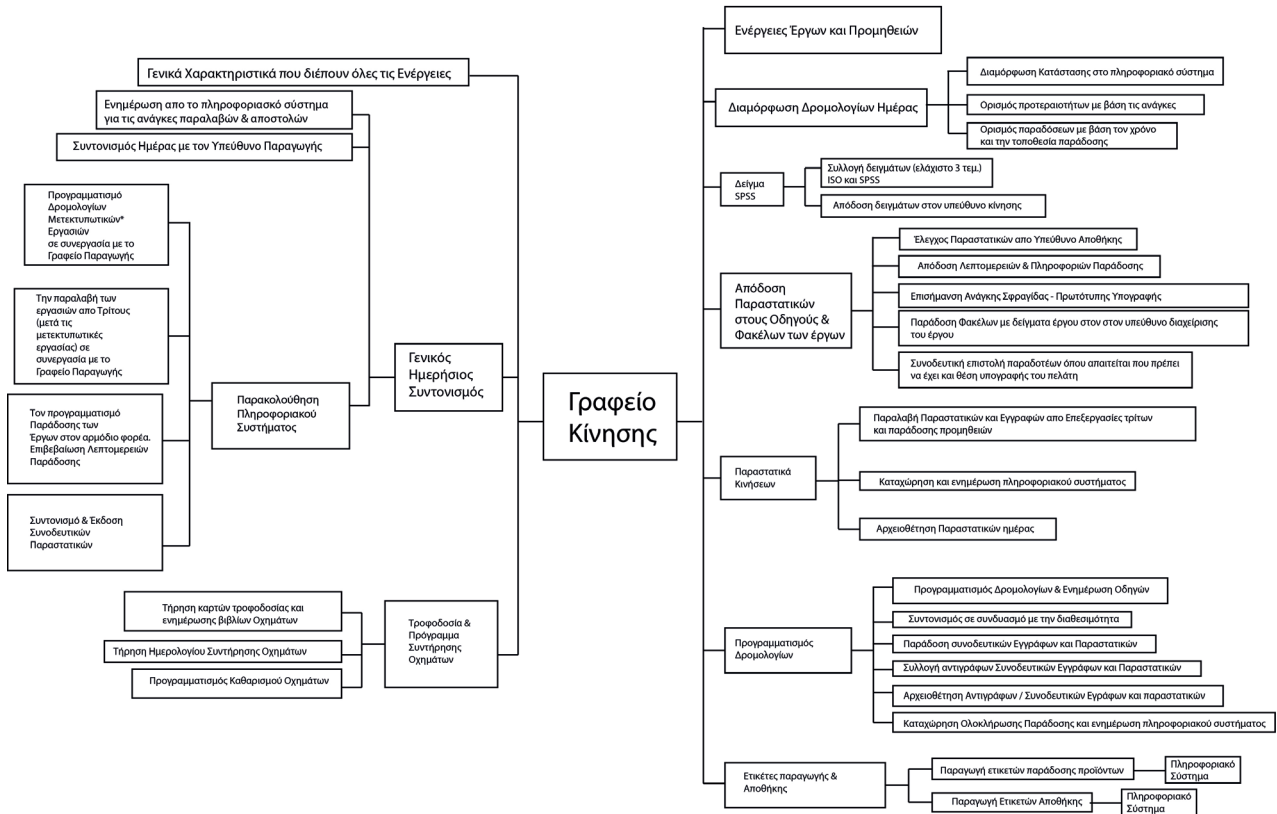 Γενικά Χαρακτηριστικά που διέπουν όλες τις Ενέργειες
Ενημέρωση απο το πληροφοριασκό σύστημα
για τις ανάγκες παραλαβών & αποστολών
Συντονισμός Ημέρας με τον Υπεύθυνο Παραγωγής
Προγραμματισμό
Δρομολογίων
Μετεκτυπωτικών*
Εργασιών
σε συνεργασία με το
Γραφείο Παραγωγής
Την παραλαβή των
εργασιών απο Τρίτους
(μετά τις
μετεκτυπωτικές
εργασίας) σε
συνεργασία με το
Γραφείο Παραγωγής
Τον προγραμματισμό
Παράδοσης των
Έργων στον αρμόδιο φορέα.
Επιβεβαίωση Λεπτομερειών
Παράδοσης
Συντονισμό & Έκδοση
Συνοδευτικών
Παραστατικών
Παρακολούθηση
Πληροφοριακού
Συστήματος
Γενικός
Ημερήσιος
Συντονισμός
Τήρηση καρτών τροφοδοσίας και
ενημέρωσης βιβλίων Οχημάτων
Τήρηση Ημερολογίου Συντήρησης Οχημάτων
Προγραμματισμός Καθαρισμού Οχημάτων
Τροφοδοσία &
Πρόγραμμα
Συντήρησης
Οχημάτων
Γραφείο
Κίνησης
Ενέργειες Έργων και Προμηθειών
Διαμόρφωση Δρομολογίων Ημέρας
Διαμόρφωση Κατάστασης στο πληροφοριακό σύστημα
Ορισμός προτεραιοτήτων με βάση τις ανάγκες
Ορισμός παραδόσεων με βάση τον χρόνο
και την τοποθεσία παράδοσης
Δείγμα
SPSS
Συλλογή δειγμάτων (ελάχιστο 3 τεμ.)
ISO και SPSS
Απόδοση δειγμάτων στον υπεύθυνο κίνησης
Απόδοση
Παραστατικών
στους Οδηγούς &
Φακέλων των έργων
Έλεγχος Παραστατικών απο Υπεύθυνο Αποθήκης
Απόδοση Λεπτομερειών & Πληροφοριών Παράδοσης
Επισήμανση Ανάγκης Σφραγίδας - Πρωτότυπης Υπογραφής
Παράδοση Φακέλων με δείγματα έργου στον στον υπεύθυνο διαχείρισης
του έργου
Συνοδευτική επιστολή παραδοτέων όπου απαιτείται που πρέπει
να έχει και θέση υπογραφής του πελάτη
Παραστατικά
Κινήσεων
Παραλαβή Παραστατικών και Εγγραφών απο Επεξεργασίες τρίτων
και παράδοσης προμηθειών
Καταχώρηση και ενημέρωση πληροφοριακού συστήματος
Αρχειοθέτηση Παραστατικών ημέρας
Προγραμματισμός
Δρομολογίων
Προγραμματισμός Δρομολογίων & Ενημέρωση Οδηγών
Συντονισμός σε συνδυασμό με την διαθεσιμότητα
Παράδοση συνοδευτικών Εγγράφων και Παραστατικών
Συλλογή αντιγράφων Συνοδευτικών Εγγράφων και Παραστατικών
Αρχειοθέτηση Αντιγράφων / Συνοδευτικών Εγράφων και παραστατικών
Καταχώρηση Ολοκλήρωσης Παράδοσης και ενημέρωση πληροφοριακού συστήματος
Ετικέτες παραγωγής &
Αποθήκης
Παραγωγή ετικετών παράδοσης προϊόντων
Πληροφοριακό
Σύστημα
Παραγωγή Ετικετών Αποθήκης
Πληροφοριακό
Σύστημα